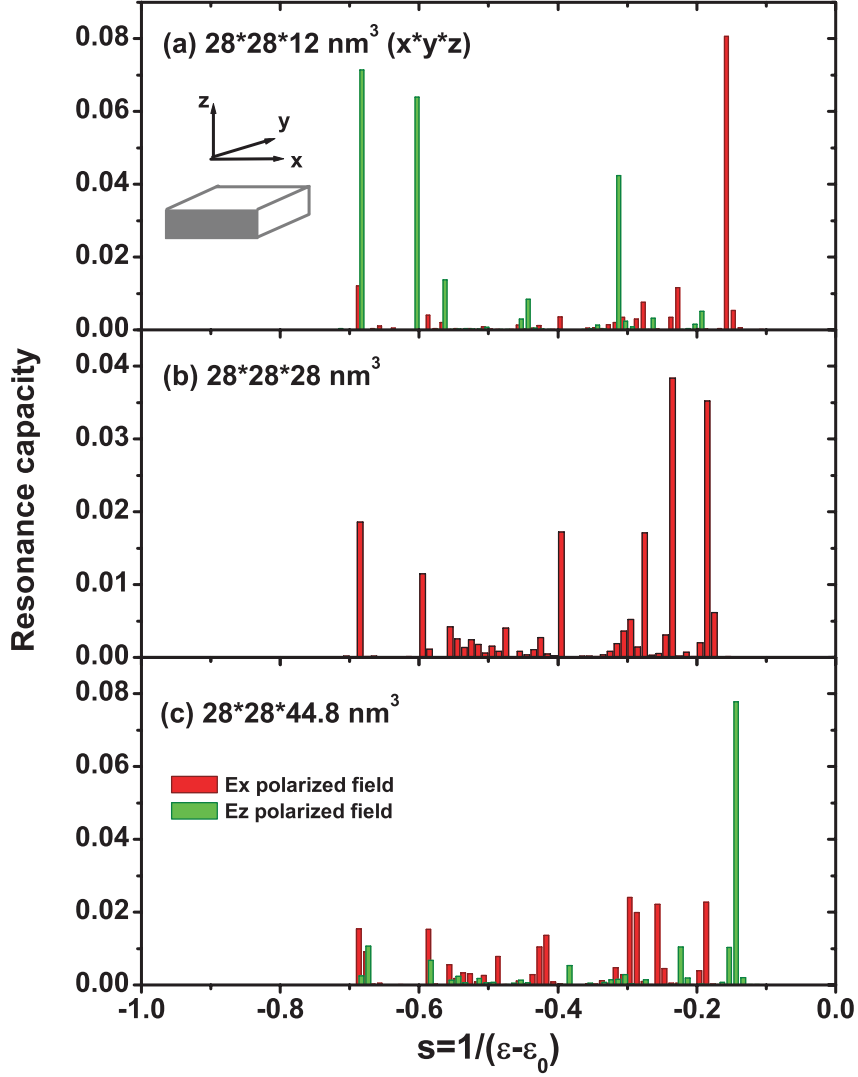 (a) 28*28*12 nm³ (x*y*z)
z
y
x
0.08
0.06
0.04
0.02
0.00
(b) 28*28*28 nm³
0.04
0.03
0.02
0.01
0.00
Resonance capacity
(c) 28*28*44.8 nm³
Ex polarized field
Ez polarized field
0.08
0.06
0.04
0.02
0.00
-1.0 -0.8 -0.6 -0.4 -0.2 0.0
s=1/(ε-ε₀)